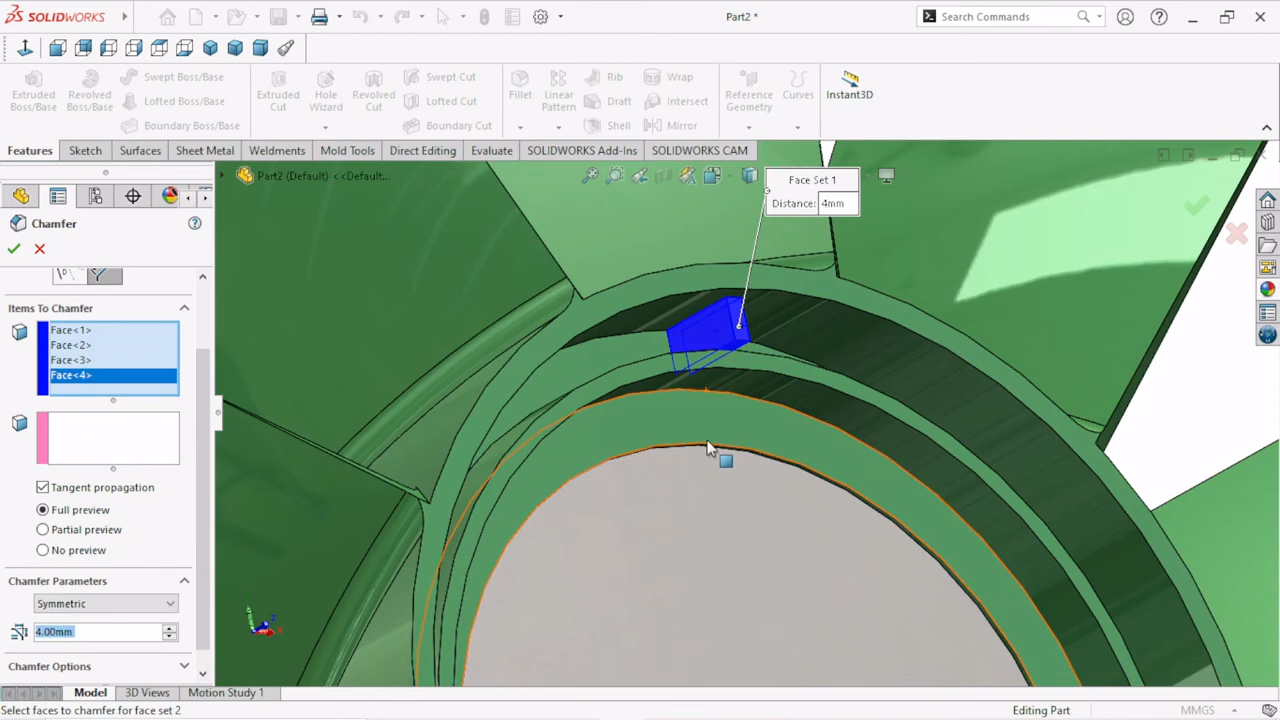 SOLIDWORKS
Part2 *
Search Commands
Extruded Boss/Base
Revolved Boss/Base
Swept Boss/Base
Lofted Boss/Base
Boundary Boss/Base
Extruded Cut
Hole Wizard
Revolved Cut
Swept Cut
Lofted Cut
Boundary Cut
Fillet
Linear Pattern
Rib
Draft
Shell
Wrap
Intersect
Mirror
Reference Geometry
Curves
Instant3D
Features
Sketch
Surfaces
Sheet Metal
Weldments
Mold Tools
Direct Editing
Evaluate
SOLIDWORKS Add-Ins
SOLIDWORKS CAM
Part2 (Default) <<Default...
Face Set 1
Distance: 4mm
Chamfer
Items To Chamfer
Face<1>
Face<2>
Face<3>
Face<4>
Tangent propagation
Full preview
Partial preview
No preview
Chamfer Parameters
Symmetric
4.00mm
Chamfer Options
Model
3D Views
Motion Study 1
Select faces to chamfer for face set 2
Editing Part
MMGS